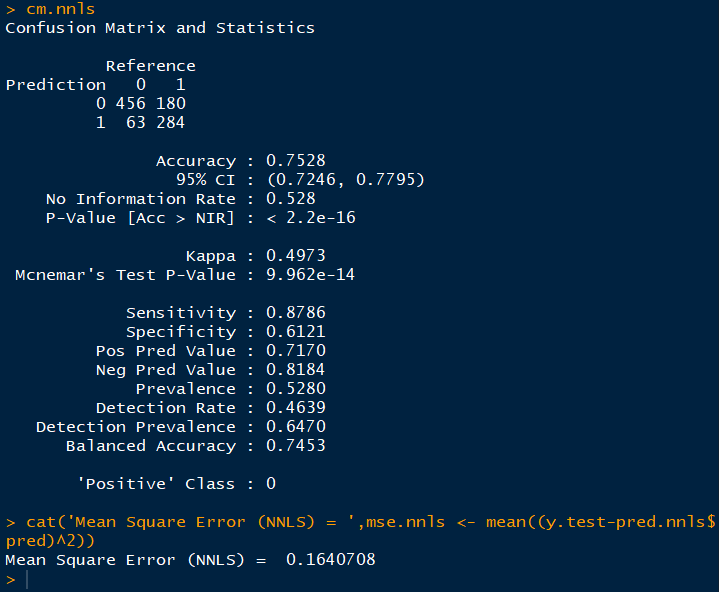 > cm.nnls
Confusion Matrix and Statistics
Reference
Prediction 0 1
0 456 180
1 63 284
Accuracy : 0.7528
95% CI : (0.7246, 0.7795)
No Information Rate : 0.528
P-Value [Acc > NIR] : < 2.2e-16
Kappa : 0.4973
Mcnemar's Test P-Value : 9.962e-14
Sensitivity : 0.8786
Specificity : 0.6121
Pos Pred Value : 0.7170
Neg Pred Value : 0.8184
Prevalence : 0.5280
Detection Rate : 0.4639
Detection Prevalence : 0.6470
Balanced Accuracy : 0.7453
'Positive' Class : 0
> cat('Mean Square Error (NNLS) = ',mse.nnls <- mean((y.test-pred.nnls$
pred)^2))
Mean Square Error (NNLS) =  0.1640708
>